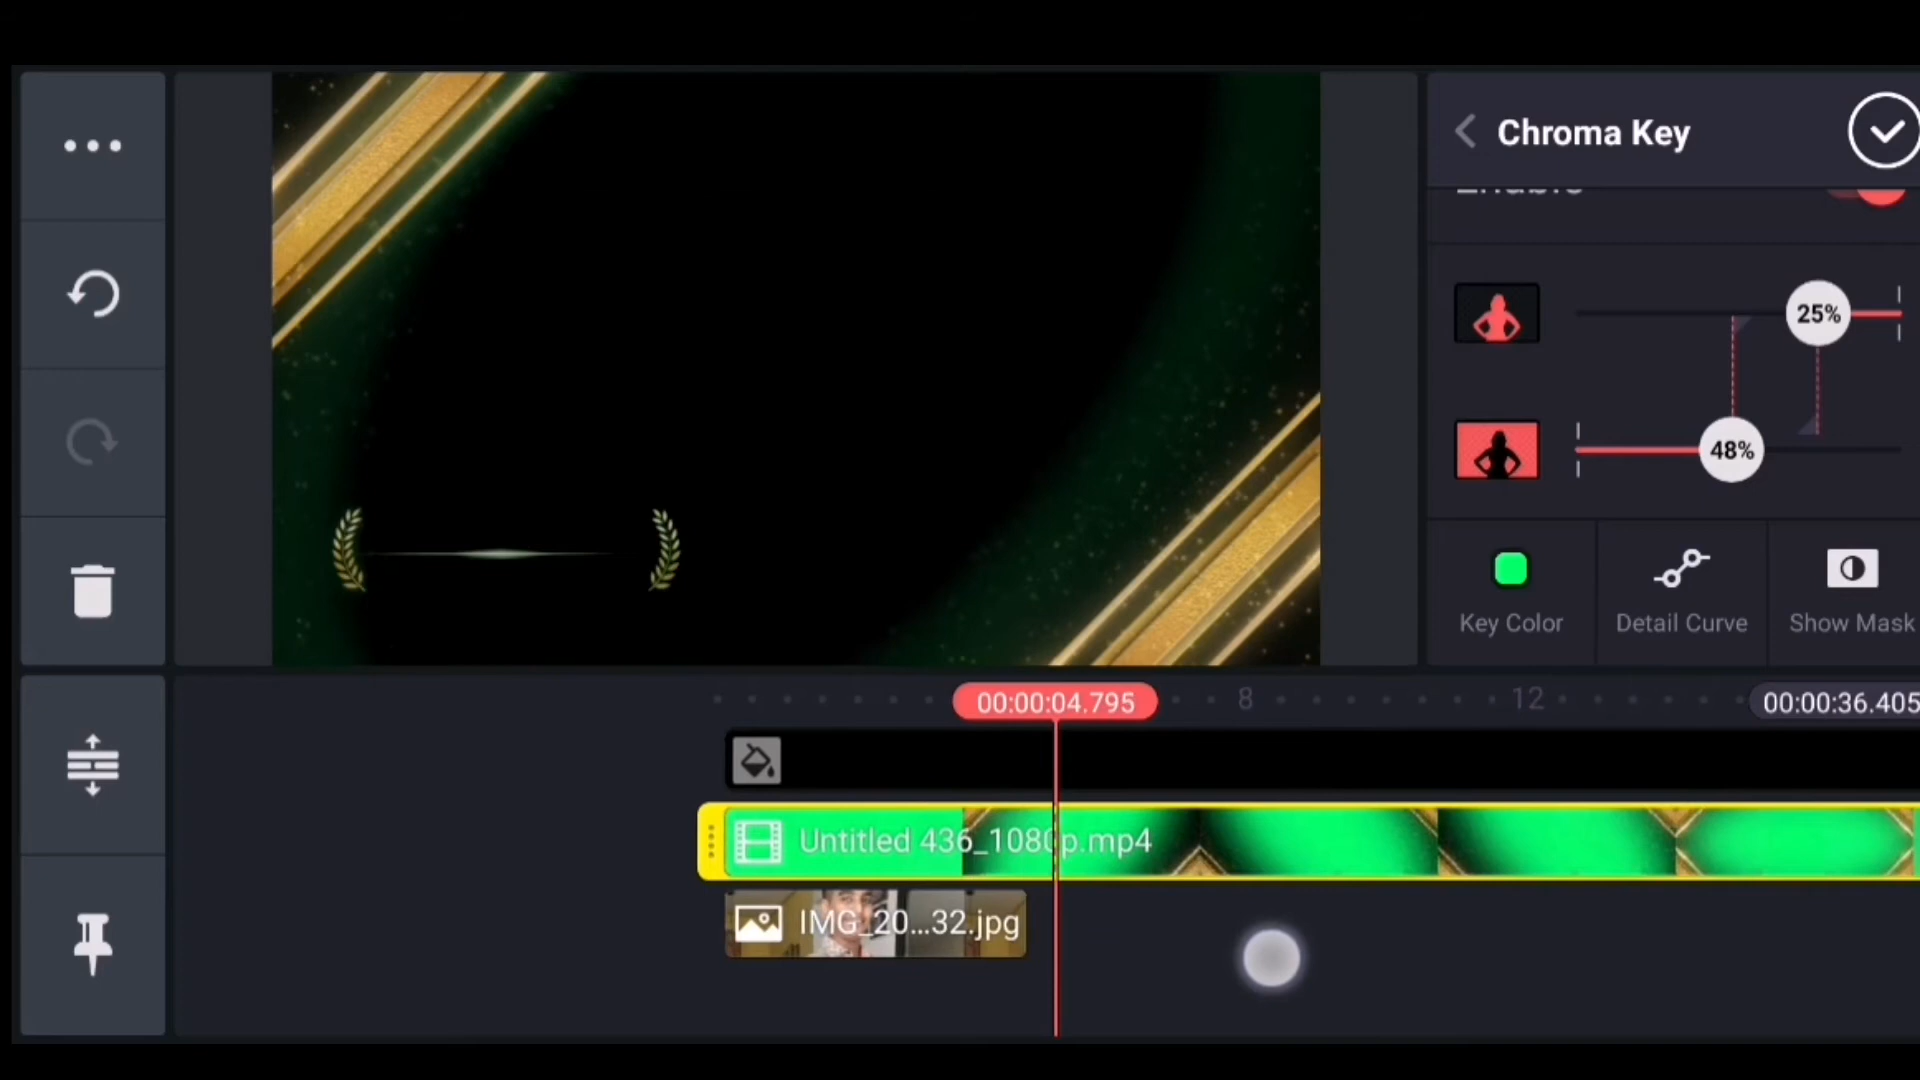 Chroma Key
Enable
25%
48%
Key Color
Detail Curve
Show Mask
00:00:04.795
8
12
00:00:36.405
Untitled 436_1080p.mp4
IMG_20...32.jpg